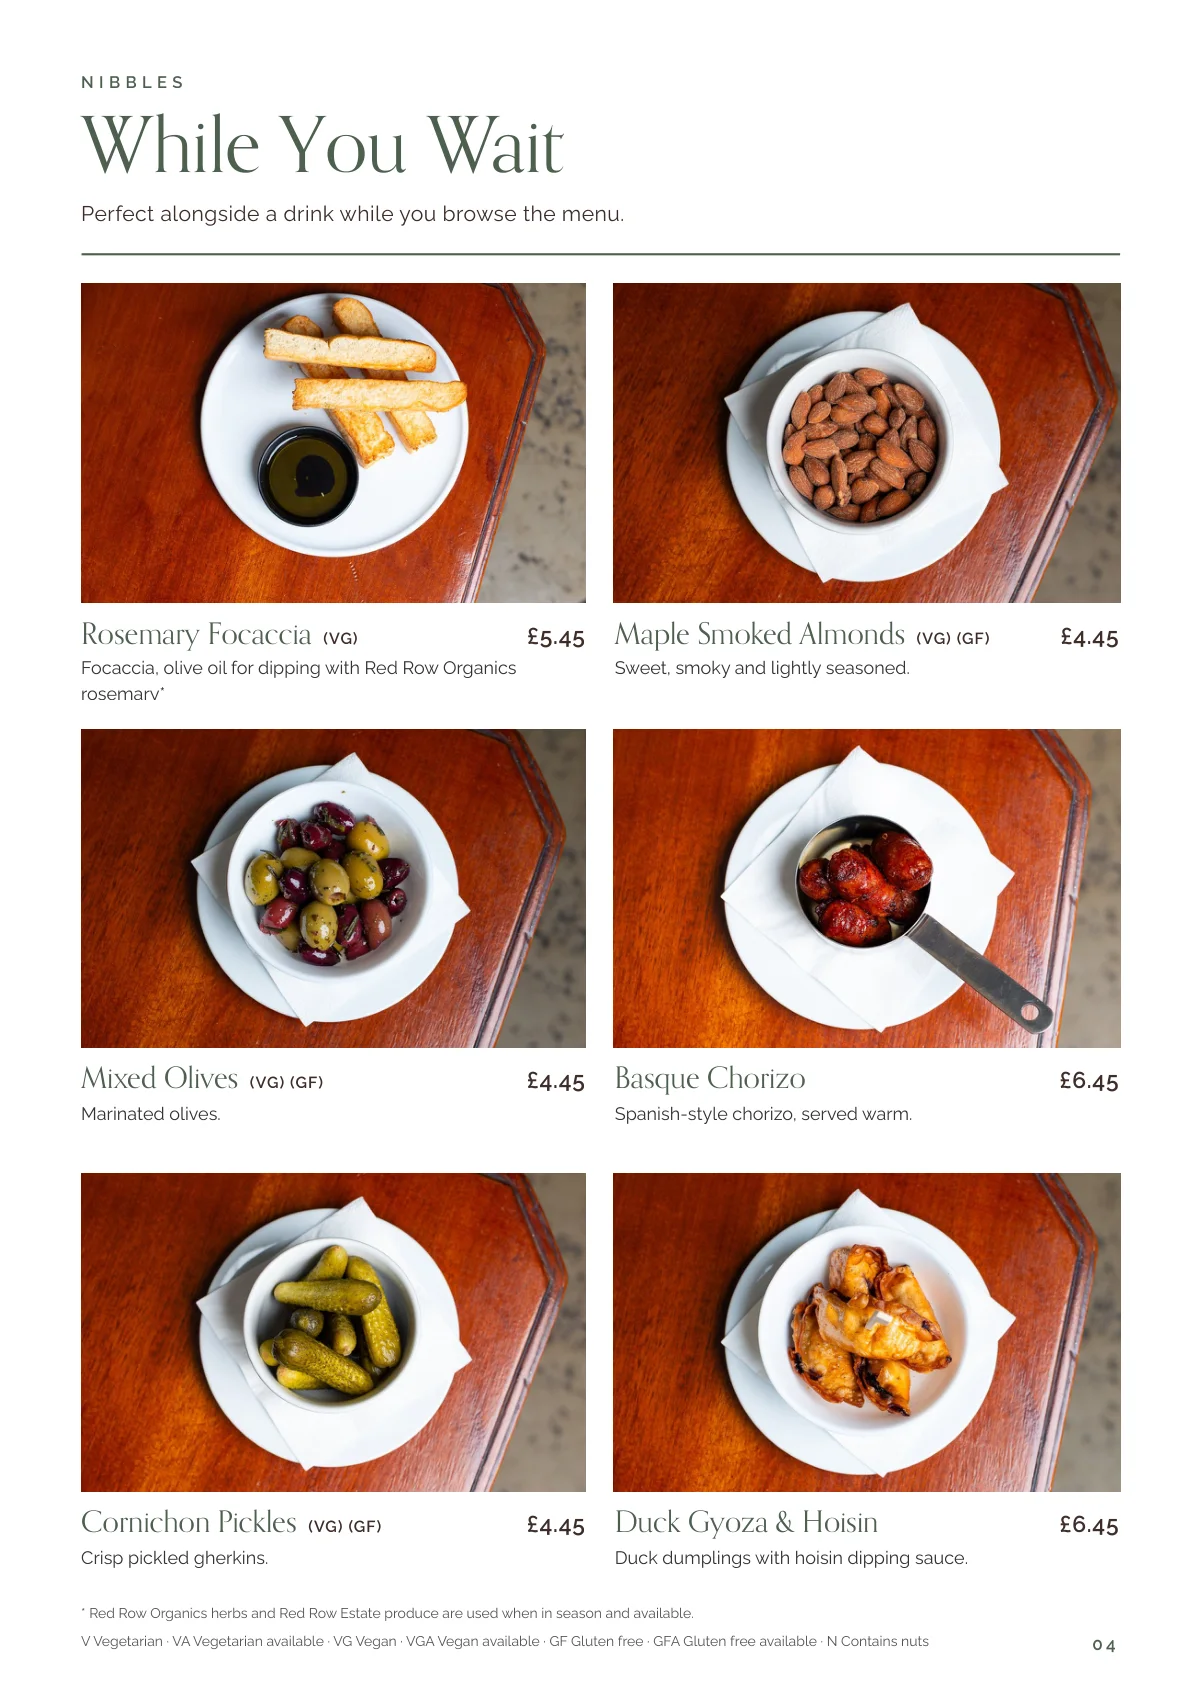 NIBBLES
While You Wait
Perfect alongside a drink while you browse the menu.
Rosemary Focaccia (VG) £5.45
Focaccia, olive oil for dipping with Red Row Organics
rosemary*
Maple Smoked Almonds (VG) (GF) £4.45
Sweet, smoky and lightly seasoned.
Mixed Olives (VG) (GF) £4.45
Marinated olives.
Basque Chorizo £6.45
Spanish-style chorizo, served warm.
Cornichon Pickles (VG) (GF) £4.45
Crisp pickled gherkins.
Duck Gyoza & Hoisin £6.45
Duck dumplings with hoisin dipping sauce.
* Red Row Organics herbs and Red Row Estate produce are used when in season and available.
V Vegetarian · VA Vegetarian available · VG Vegan · VGA Vegan available · GF Gluten free · GFA Gluten free available · N Contains nuts
04